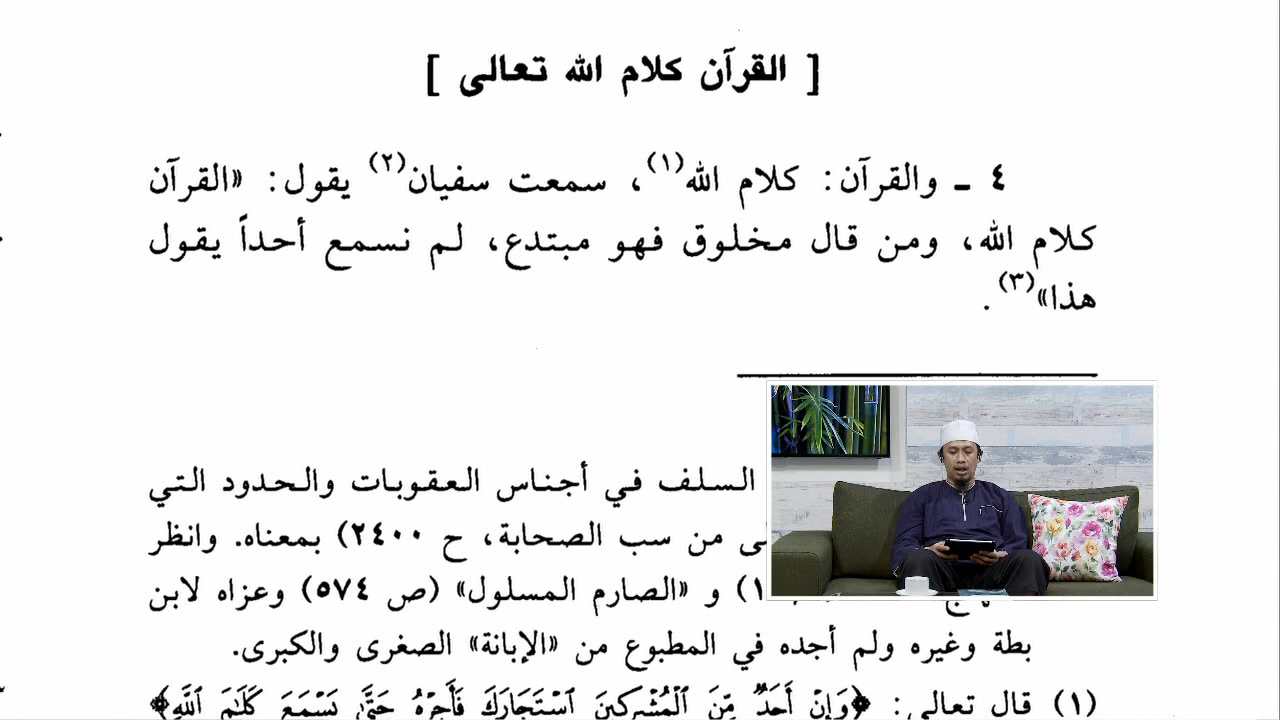 [ القرآن كلام الله تعالى ]
٤ ـ والقرآن: كلام الله(١)، سمعت سفيان(٢) يقول: «القرآن
كلام الله، ومن قال مخلوق فهو مبتدع، لم نسمع أحداً يقول
هذا»(٣).
السلف في أجناس العقوبات والحدود التي
من سب الصحابة، ح ٢٤٠٠) بمعناه. وانظر
و «الصارم المسلول» (ص ٥٧٤) وعزاه لابن
بطة وغيره ولم أجده في المطبوع من «الإبانة» الصغرى والكبرى.
(١) قال تعالى: ﴿وَإِنْ أَحَدٌ مِّنَ ٱلْمُشْرِكِينَ ٱسْتَجَارَكَ فَأَجِرْهُ حَتَّىٰ يَسْمَعَ كَلَٰمَ ٱللَّهِ﴾